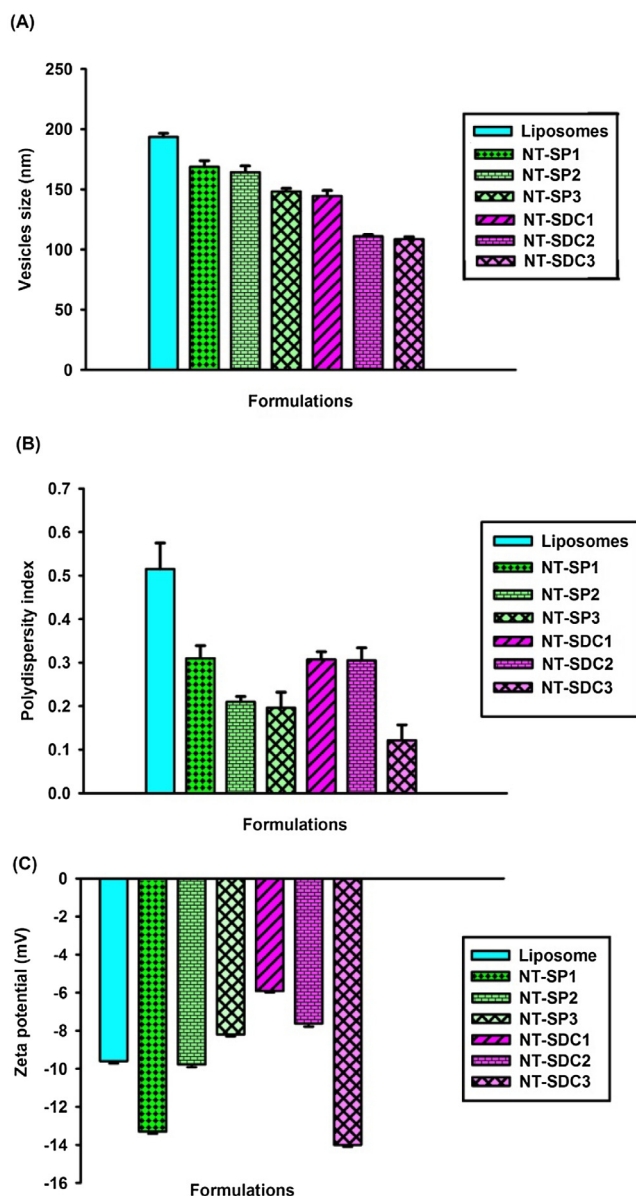 (A)
Vesicles size (nm)
250
200
150
100
50
0
Formulations
Liposomes
NT-SP1
NT-SP2
NT-SP3
NT-SDC1
NT-SDC2
NT-SDC3
(B)
Polydispersity index
0.7
0.6
0.5
0.4
0.3
0.2
0.1
0.0
Formulations
Liposomes
NT-SP1
NT-SP2
NT-SP3
NT-SDC1
NT-SDC2
NT-SDC3
(C)
Zeta potential (mV)
0
-2
-4
-6
-8
-10
-12
-14
-16
Formulations
Liposome
NT-SP1
NT-SP2
NT-SP3
NT-SDC1
NT-SDC2
NT-SDC3